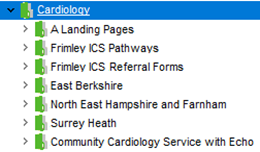 Cardiology
A Landing Pages
Frimley ICS Pathways
Frimley ICS Referral Forms
East Berkshire
North East Hampshire and Farnham
Surrey Heath
Community Cardiology Service with Echo